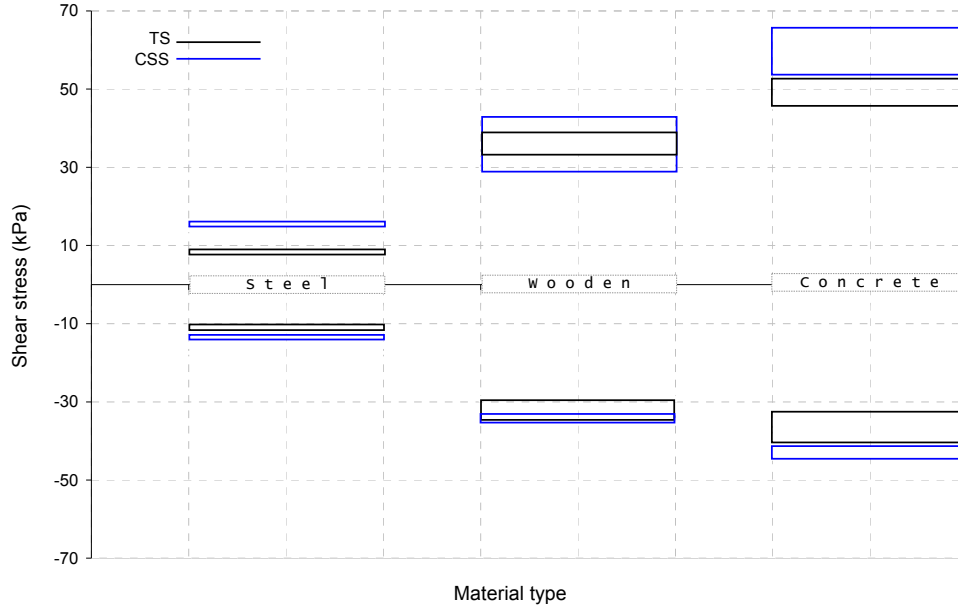 70
TS
CSS
50
30
10
Steel
Wooden
Concrete
-10
-30
-50
-70
Shear stress (kPa)
Material type